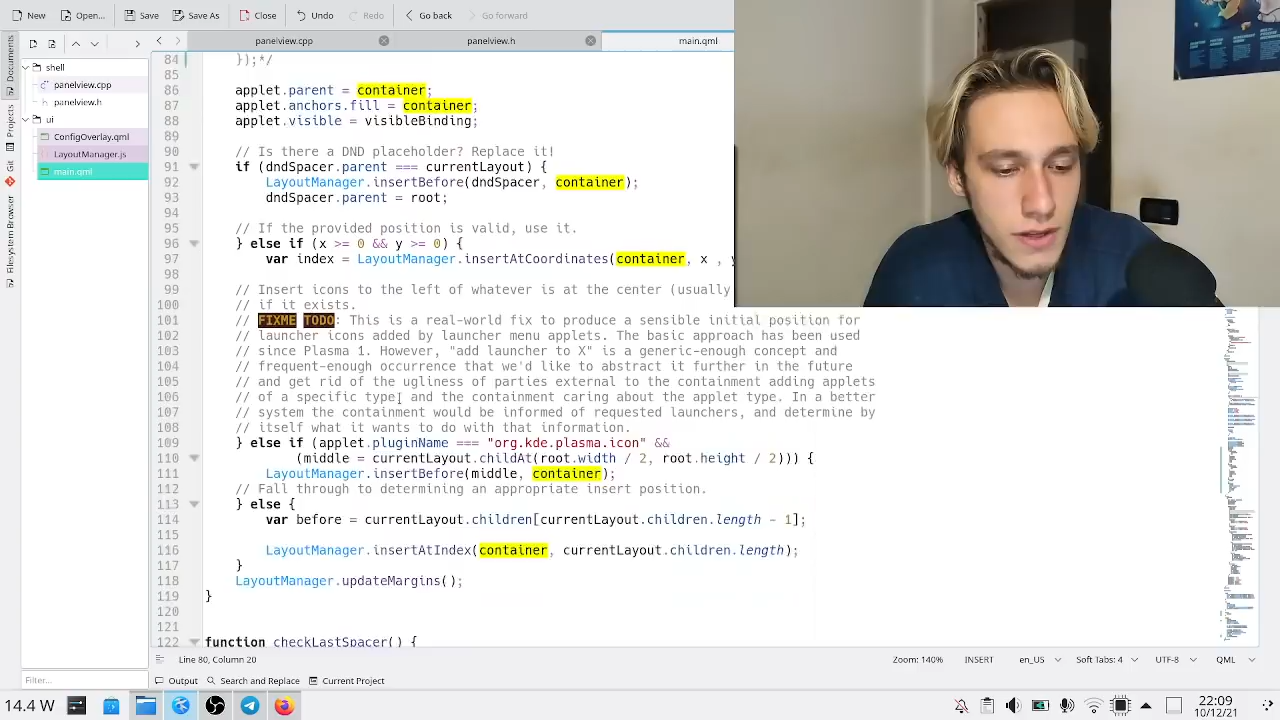 Save
Save As
Close
Undo
Redo
Go back
Go forward
panelview.cpp
panelview.h
main.qml
Documents
Projects
Git
Filesystem Browser
shell
panelview.cpp
panelview.h
ui
ConfigOverlay.qml
LayoutManager.js
main.qml
84 });*/
85
86 applet.parent = container;
87 applet.anchors.fill = container;
88 applet.visible = visibleBinding;
89
90 // Is there a DND placeholder? Replace it!
91 if (dndSpacer.parent === currentLayout) {
92 LayoutManager.insertBefore(dndSpacer, container);
93 dndSpacer.parent = root;
94
95 // If the provided position is valid, use it.
96 } else if (x >= 0 && y >= 0) {
97 var index = LayoutManager.insertAtCoordinates(container, x , y
98
99 // Insert icons to the left of whatever is at the center (usually
100 // if it exists.
101 // FIXME TODO: This is a real-world fix to produce a sensible initial position for
102 // launcher icons added by launcher menu applets. The basic approach has been used
103 // since Plasma 1. However, "add launcher to X" is a generic-enough concept and
104 // frequent-enough occurrence that we'd like to abstract it further in the future
105 // and get rid of the ugliness of parties external to the containment adding applets
106 // of a specific type, and the containment caring about the applet type. In a better
107 // system the containment would be informed of requested launchers, and determine by
108 // itself what it wants to do with that information.
109 } else if (applet.pluginName === "org.kde.plasma.icon" &&
110 (middle = currentLayout.childAt(root.width / 2, root.height / 2))) {
111 LayoutManager.insertBefore(middle, container);
112 // Fall through to determining an appropriate insert position.
113 } else {
114 var before = currentLayout.children[currentLayout.children.length - 1];
115
116 LayoutManager.insertAtIndex(container, currentLayout.children.length);
117 }
118 LayoutManager.updateMargins();
119 }
120
121
122 function checkLastSpace() {
Filter...
Line 80, Column 20
Zoom: 140%
INSERT
en_US
Soft Tabs: 4
UTF-8
QML
Output
Search and Replace
Current Project
14.4 W
22:09
10/12/21